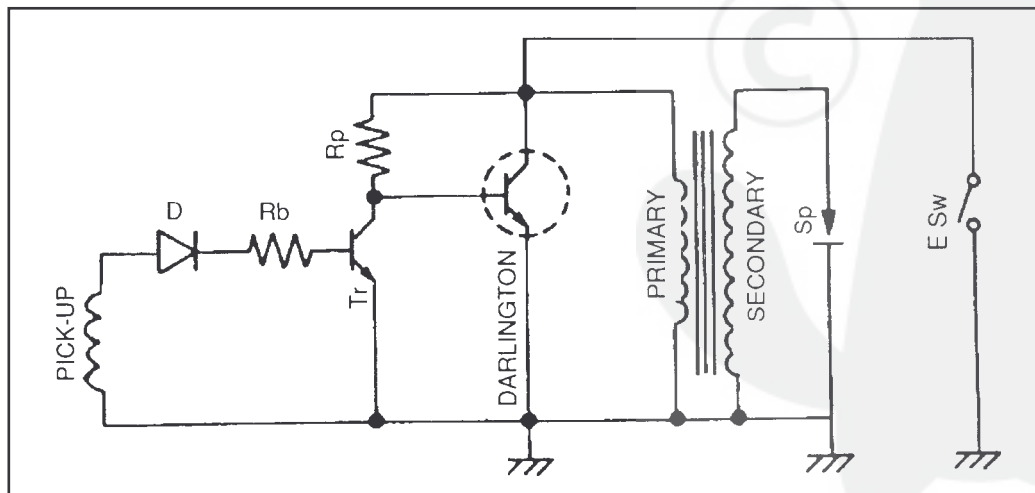 Rp
D
Rb
Tr
PICK-UP
DARLINGTON
PRIMARY
SECONDARY
Sp
E Sw
©